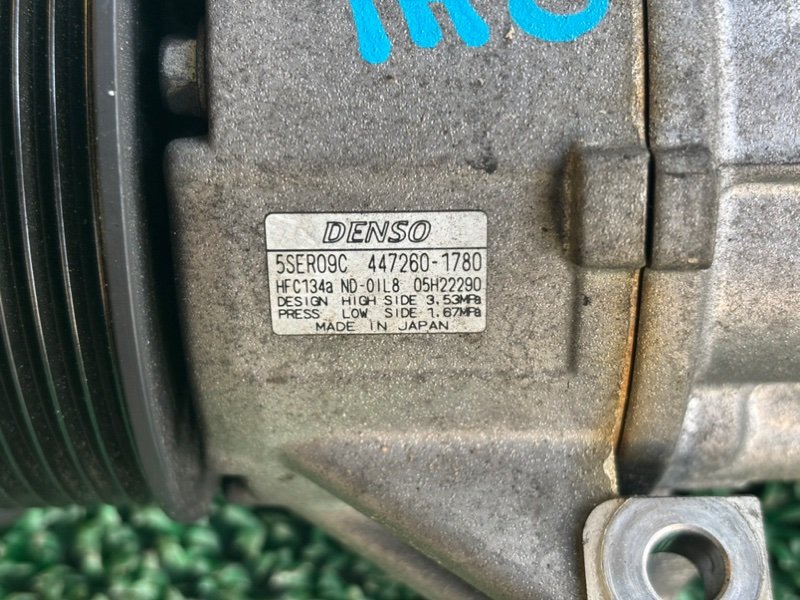 DENSO
5SER09C 447260-1780
HFC134a ND-OIL8 05H22290
DESIGN HIGH SIDE 3.53MPa
PRESS LOW SIDE 1.67MPa
MADE IN JAPAN